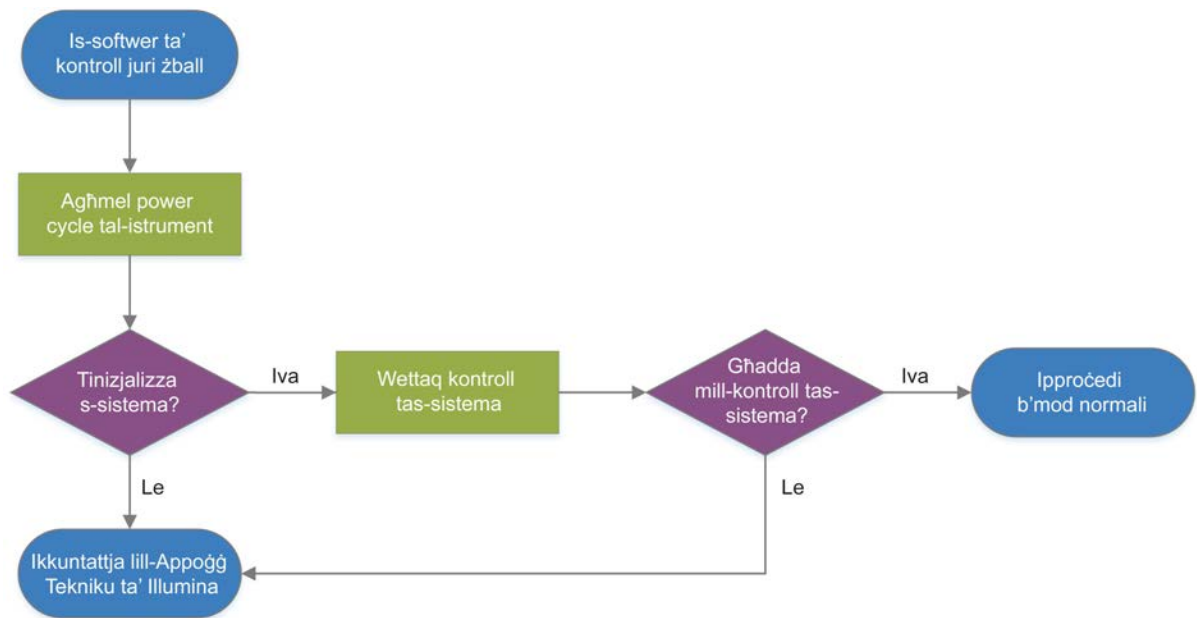 Is-softwer ta'
kontroll juri żball
Agħmel power
cycle tal-istrument
Tinizjalizza
s-sistema?
Iva
Wettaq kontroll
tas-sistema
Għadda
mill-kontroll tas-
sistema?
Iva
Ipproċedi
b'mod normali
Le
Le
Ikkuntattja lill-Appoġġ
Tekniku ta' Illumina